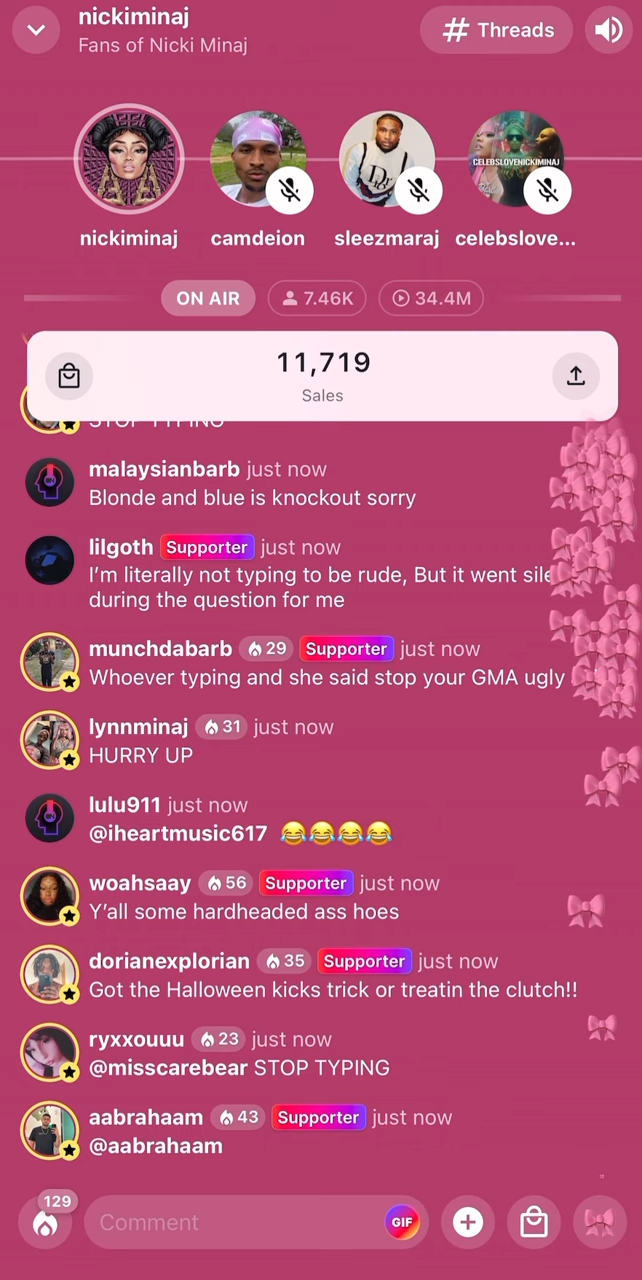 nickiminaj
Fans of Nicki Minaj
# Threads
CELEBSLOVENICKIMINAJ
nickiminaj
camdeion
sleezmaraj
celebslove...
ON AIR
7.46K
34.4M
11,719
Sales
STOP TYPING
malaysianbarb just now
Blonde and blue is knockout sorry
lilgoth Supporter just now
I’m literally not typing to be rude, But it went sile
during the question for me
munchdabarb 29 Supporter just now
Whoever typing and she said stop your GMA ugly
lynnminaj 31 just now
HURRY UP
lulu911 just now
@iheartmusic617 😂😂😂😂
woahsaay 56 Supporter just now
Y’all some hardheaded ass hoes
dorianexplorian 35 Supporter just now
Got the Halloween kicks trick or treatin the clutch!!
ryxxouuu 23 just now
@misscarebear STOP TYPING
aabrahaam 43 Supporter just now
@aabrahaam
129
Comment
GIF